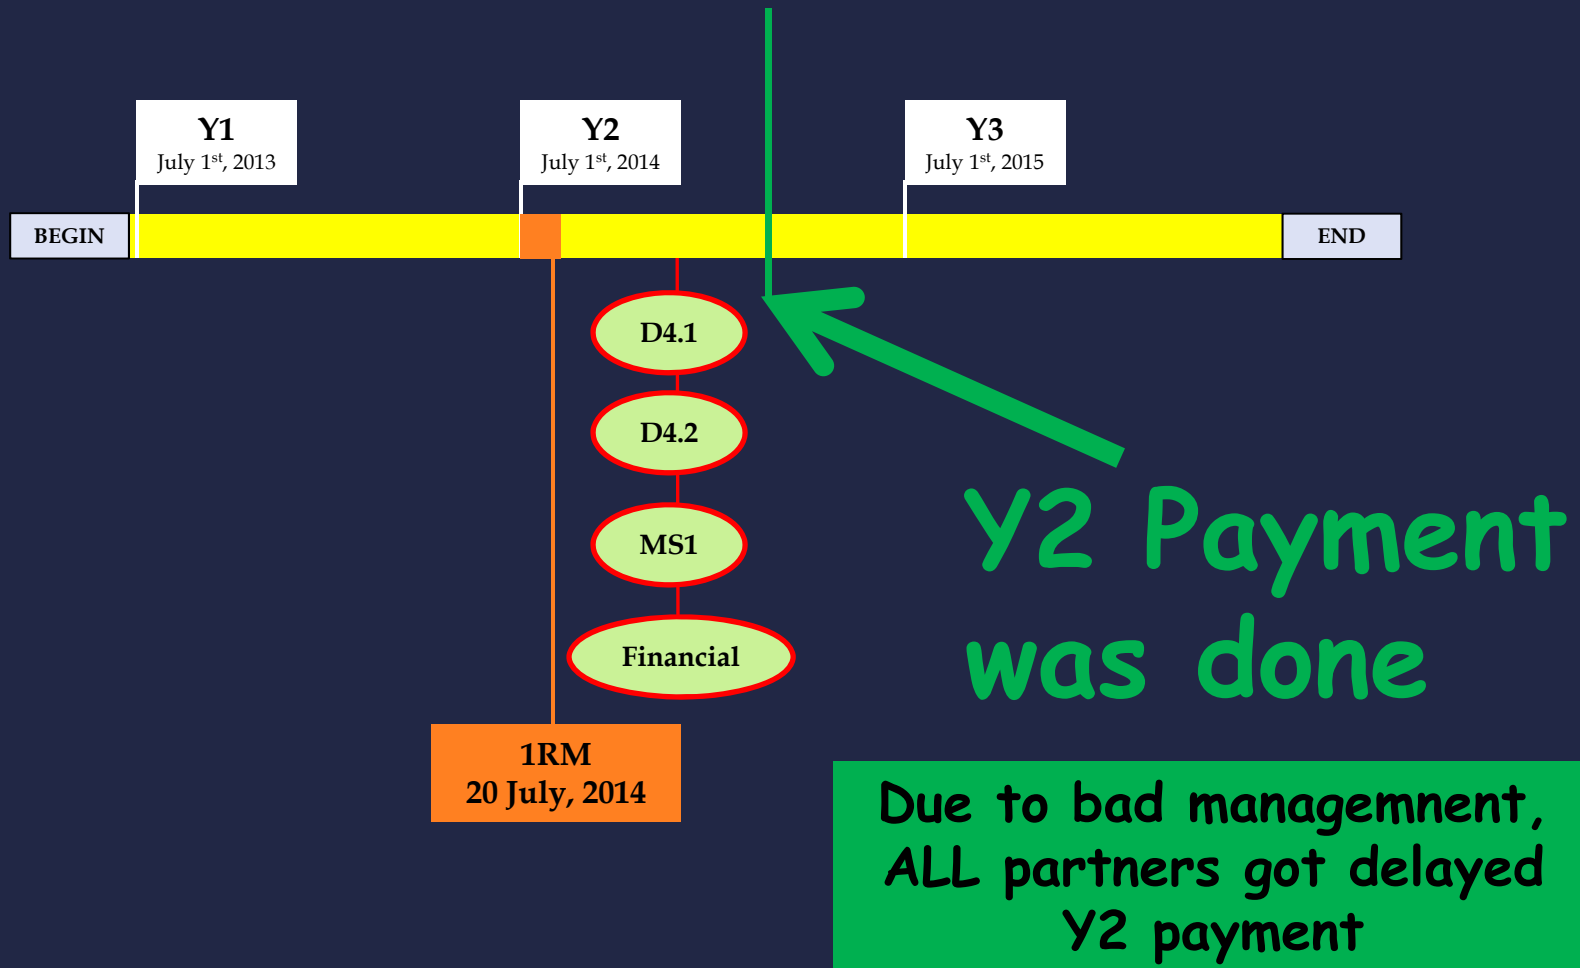 Y1
July 1st, 2013
Y2
July 1st, 2014
Y3
July 1st, 2015
BEGIN
END
D4.1
D4.2
MS1
Financial
Y2 Payment
was done
1RM
20 July, 2014
Due to bad managemnent,
ALL partners got delayed
Y2 payment